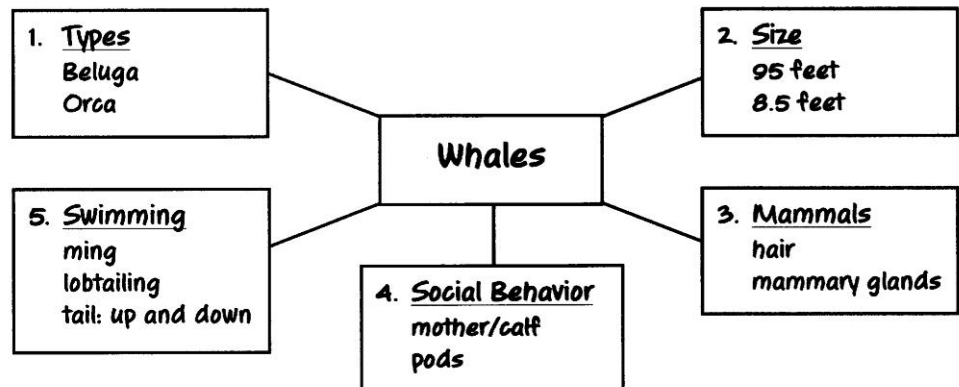 1. Types
Beluga
Orca
2. Size
95 feet
8.5 feet
Whales
5. Swimming
ming
lobtailing
tail: up and down
4. Social Behavior
mother/calf
pods
3. Mammals
hair
mammary glands